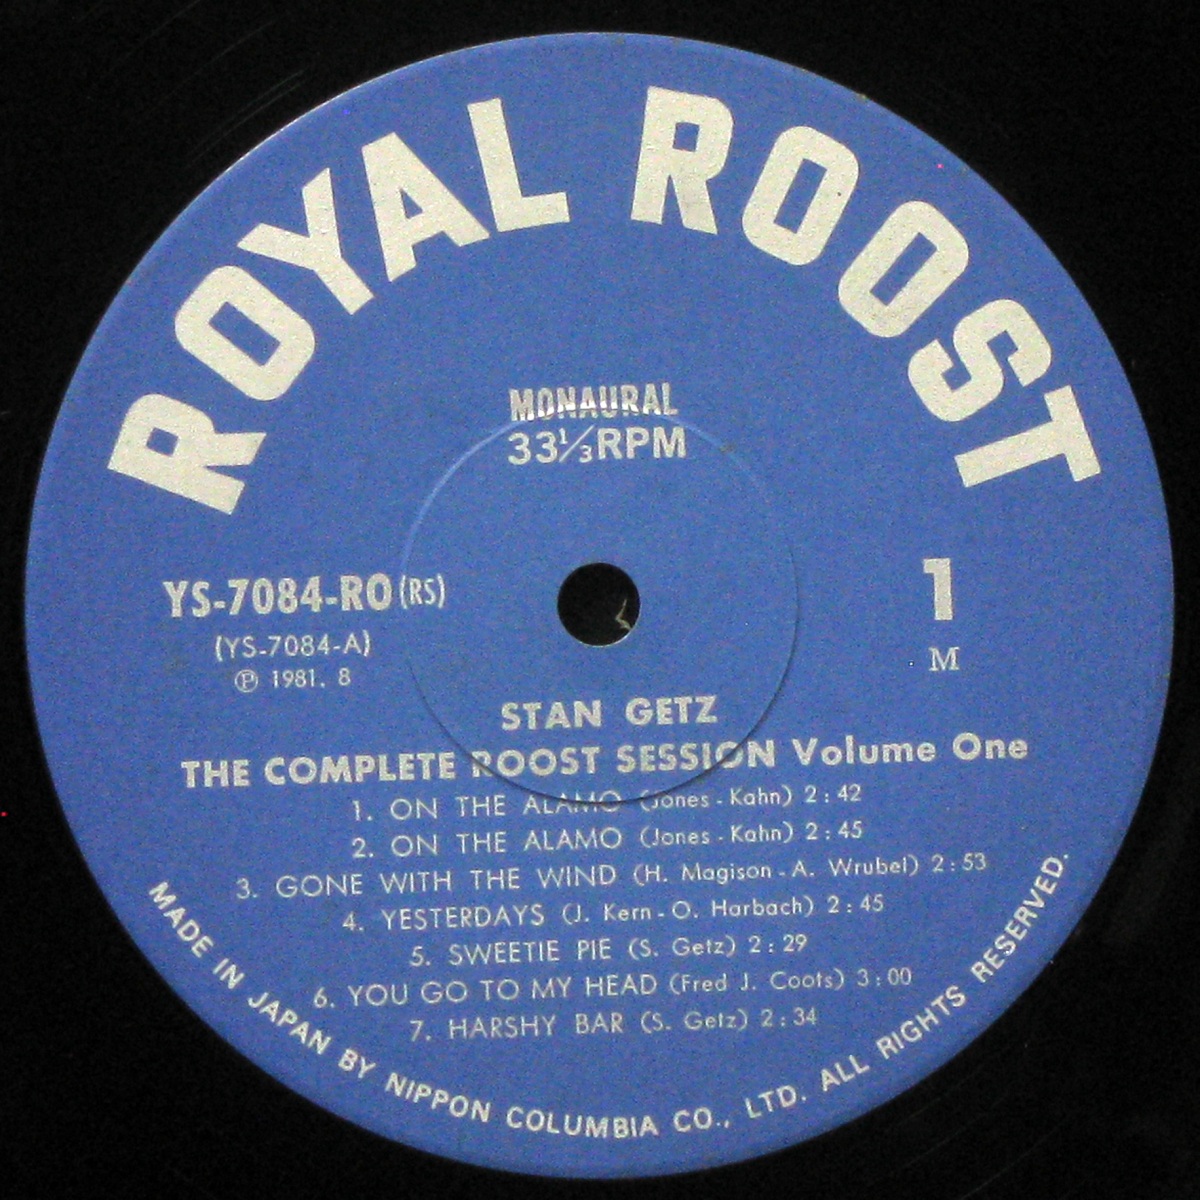 ROYAL ROOST
MONAURAL
33⅓RPM
YS-7084-RO(RS)
(YS-7084-A)
℗ 1981. 8
1
M
STAN GETZ
THE COMPLETE ROOST SESSION Volume One
1. ON THE ALAMO (Jones - Kahn) 2:42
2. ON THE ALAMO (Jones - Kahn) 2:45
3. GONE WITH THE WIND (H. Magison - A. Wrubel) 2:53
4. YESTERDAYS (J. Kern - O. Harbach) 2:45
5. SWEETIE PIE (S. Getz) 2:29
6. YOU GO TO MY HEAD (Fred J. Coots) 3:00
7. HARSHY BAR (S. Getz) 2:34
MADE IN JAPAN BY NIPPON COLUMBIA CO., LTD. ALL RIGHTS RESERVED.